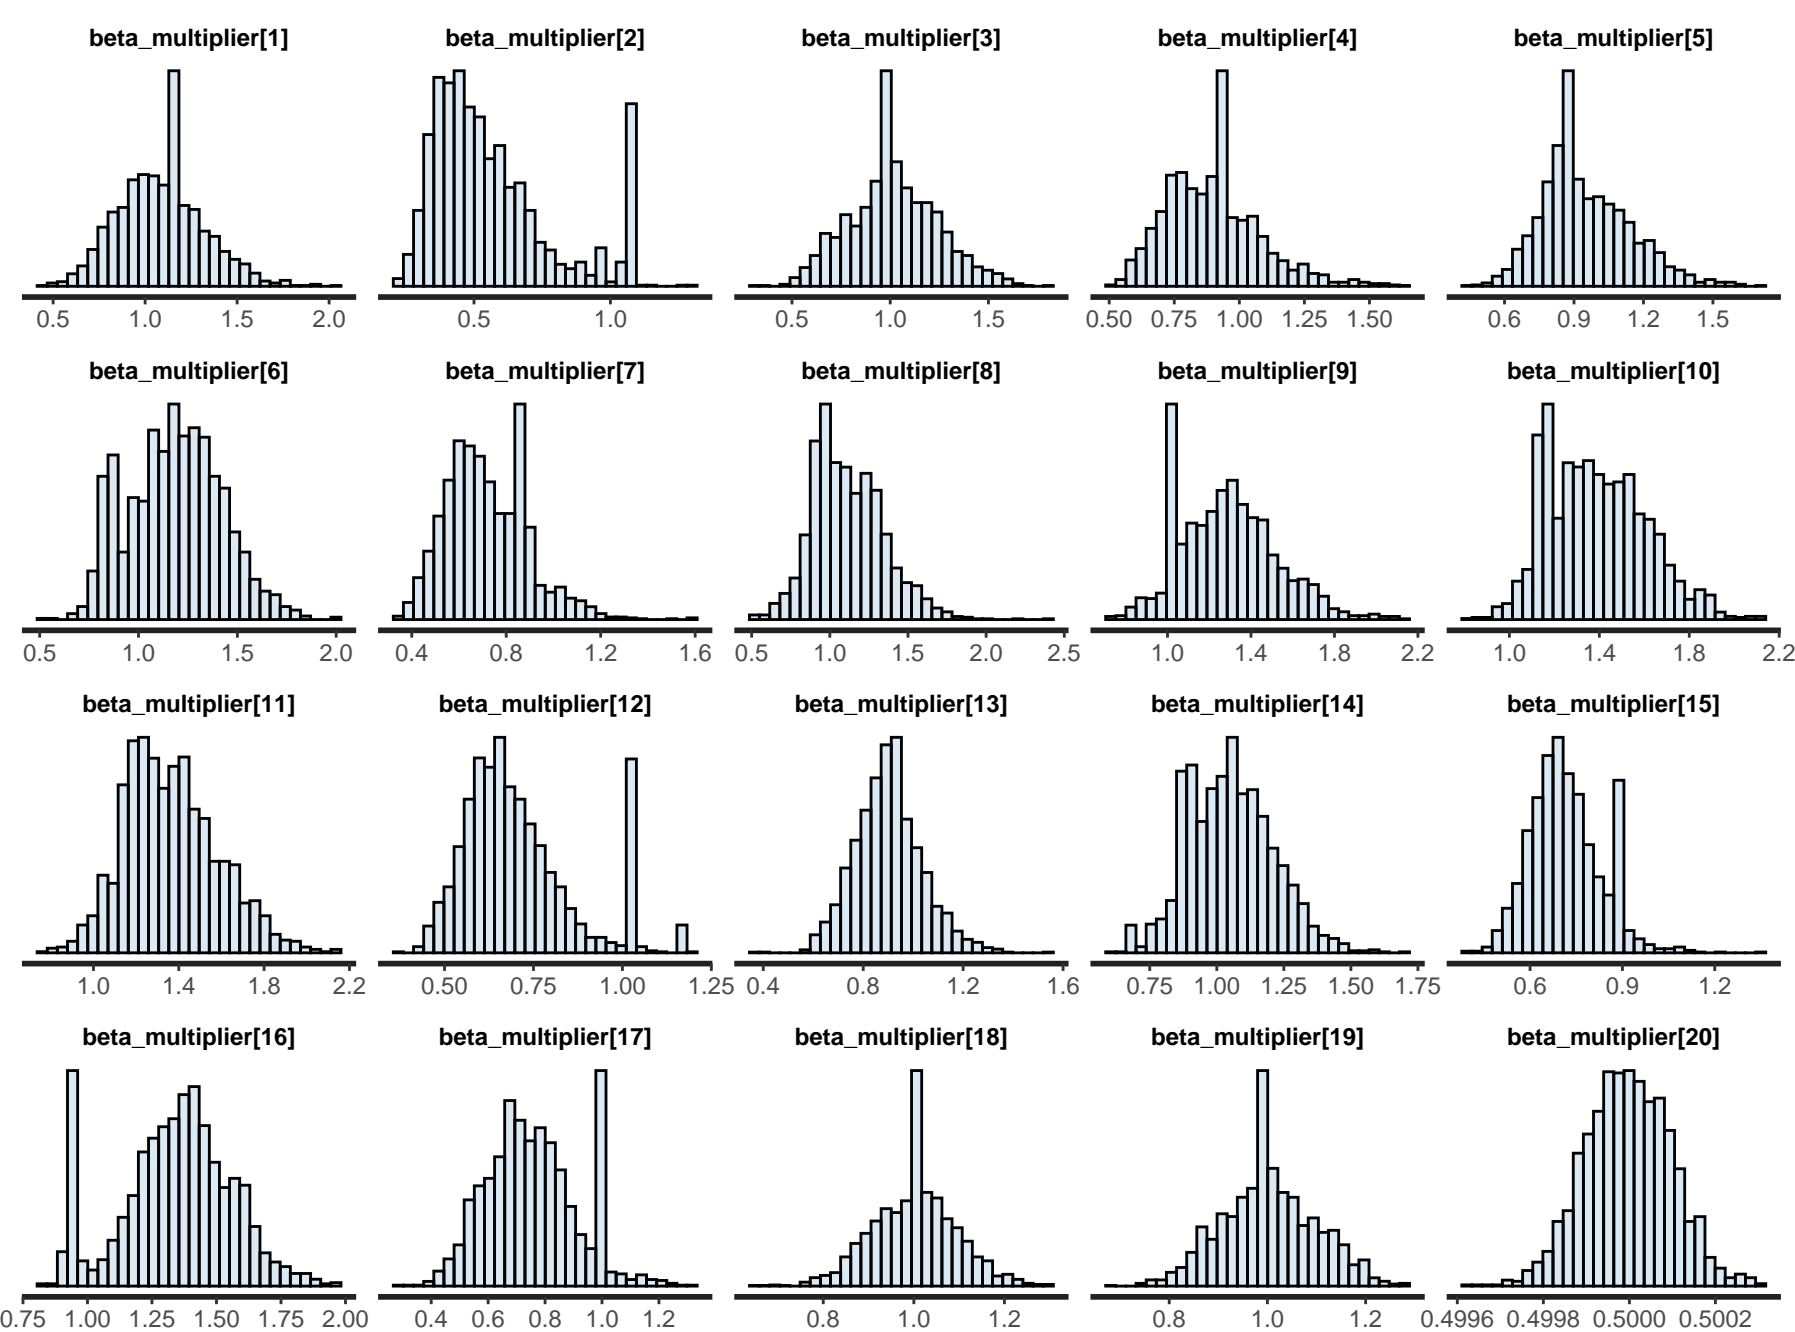 beta_multiplier[1] beta_multiplier[2] beta_multiplier[3] beta_multiplier[4] beta_multiplier[5]
0.5 1.0 1.5 2.0 0.5 1.0 0.5 1.0 1.5 0.50 0.75 1.00 1.25 1.50 0.6 0.9 1.2 1.5
beta_multiplier[6] beta_multiplier[7] beta_multiplier[8] beta_multiplier[9] beta_multiplier[10]
0.5 1.0 1.5 2.0 0.4 0.8 1.2 1.6 0.5 1.0 1.5 2.0 2.5 1.0 1.4 1.8 2.2 1.0 1.4 1.8 2.2
beta_multiplier[11] beta_multiplier[12] beta_multiplier[13] beta_multiplier[14] beta_multiplier[15]
1.0 1.4 1.8 2.2 0.50 0.75 1.00 1.25 0.4 0.8 1.2 1.6 0.75 1.00 1.25 1.50 1.75 0.6 0.9 1.2
beta_multiplier[16] beta_multiplier[17] beta_multiplier[18] beta_multiplier[19] beta_multiplier[20]
0.75 1.00 1.25 1.50 1.75 2.00 0.4 0.6 0.8 1.0 1.2 0.8 1.0 1.2 0.8 1.0 1.2 0.4996 0.4998 0.5000 0.5002